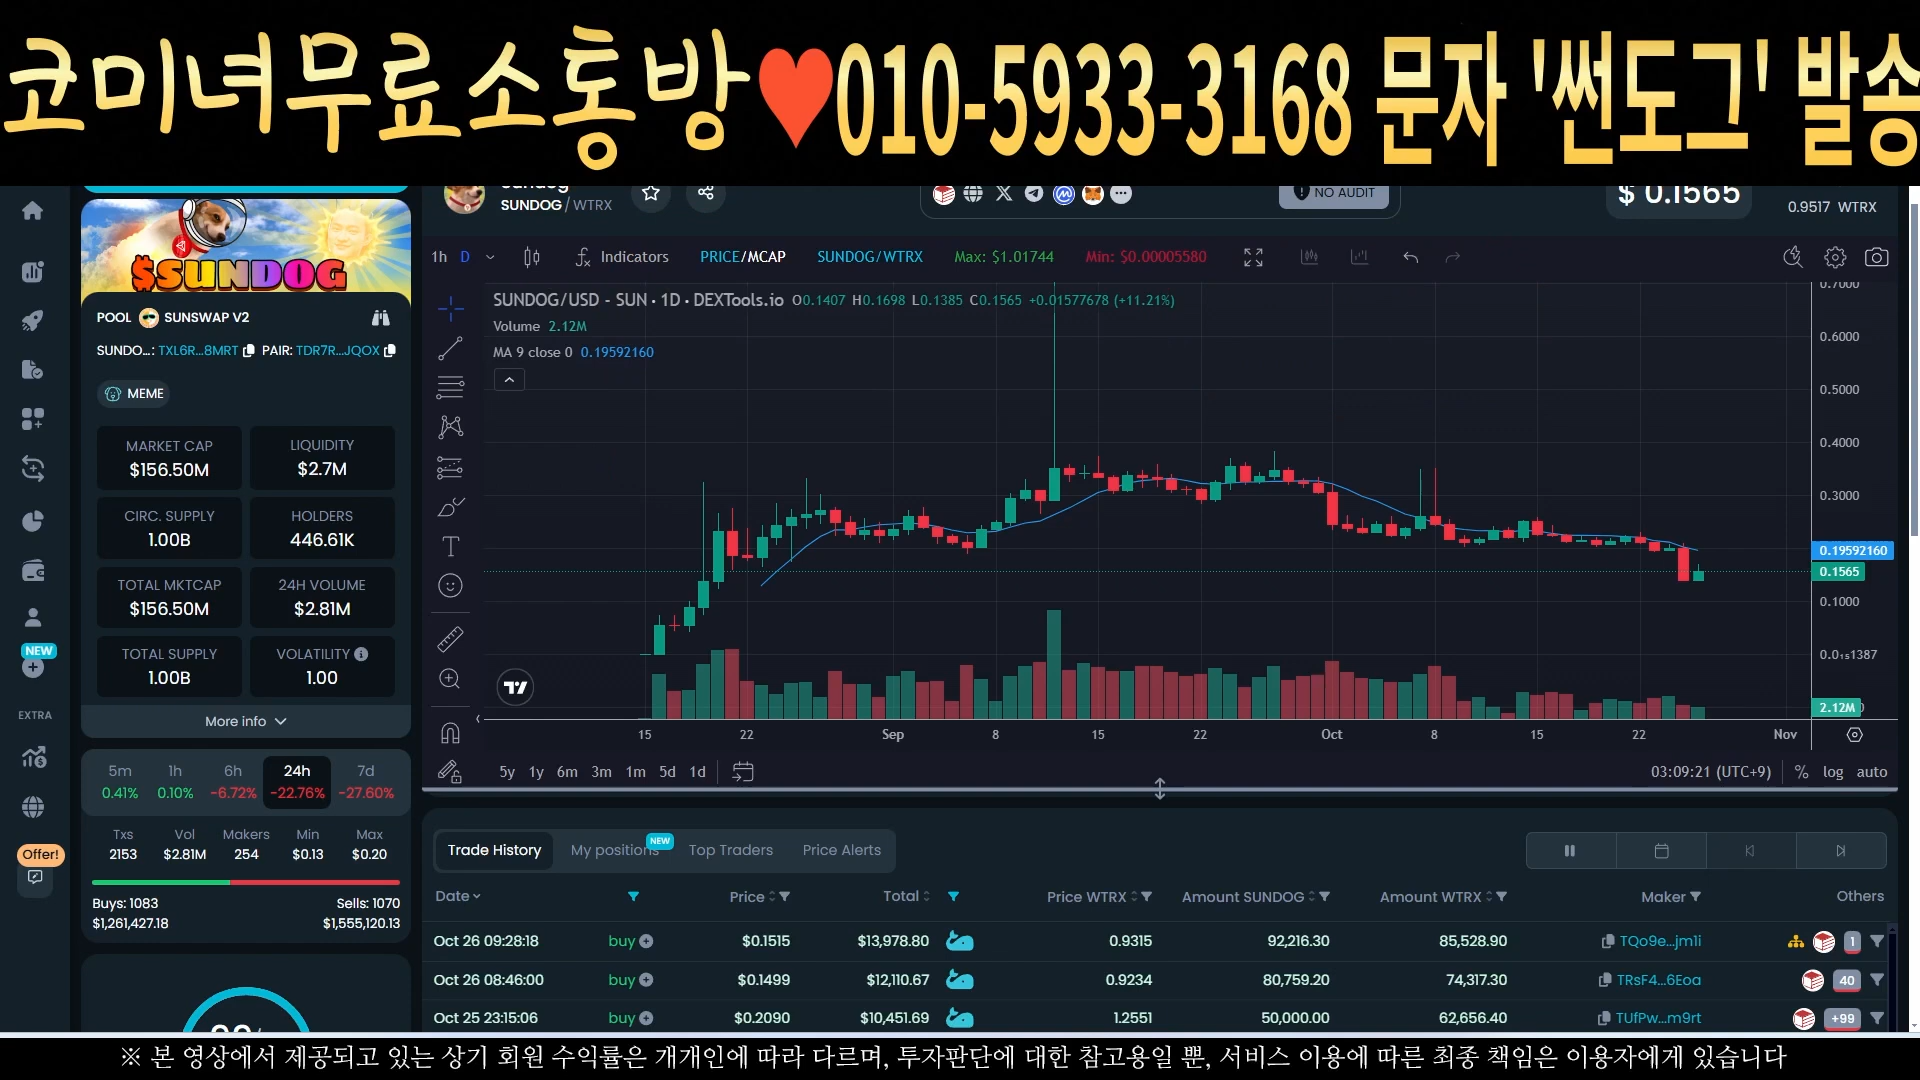 코미녀무료소통방♥010-5933-3168 문자 '썬도그' 발송
SUNDOG/WTRX
NO AUDIT
$ 0.1565
0.9517 WTRX
1h D Indicators PRICE/MCAP SUNDOG/WTRX Max: $1.01744 Min: $0.00005580
$SUNDOG
POOL SUNSWAP V2
SUNDO...: TXL6R...8MRT PAIR: TDR7R...JQOX
MEME
MARKET CAP LIQUIDITY
$156.50M $2.7M
CIRC. SUPPLY HOLDERS
1.00B 446.61K
TOTAL MKTCAP 24H VOLUME
$156.50M $2.81M
TOTAL SUPPLY VOLATILITY
1.00B 1.00
More info
NEW
EXTRA
Offer!
5m 1h 6h 24h 7d
0.41% 0.10% -6.72% -22.76% -27.60%
Txs Vol Makers Min Max
2153 $2.81M 254 $0.13 $0.20
Buys: 1083 Sells: 1070
$1,261,427.18 $1,555,120.13
SUNDOG/USD - SUN · 1D · DEXTools.io O0.1407 H0.1698 L0.1385 C0.1565 +0.01577678 (+11.21%)
Volume 2.12M
MA 9 close 0 0.19592160
0.7000
0.6000
0.5000
0.4000
0.3000
0.19592160
0.1565
0.1000
0.0₁₅1387
2.12M
15 22 Sep 8 15 22 Oct 8 15 22 Nov
5y 1y 6m 3m 1m 5d 1d 03:09:21 (UTC+9) % log auto
Trade History My positions NEW Top Traders Price Alerts
Date Price Total Price WTRX Amount SUNDOG Amount WTRX Maker Others
Oct 26 09:28:18 buy $0.1515 $13,978.80 0.9315 92,216.30 85,528.90 TQo9e...jm1i 1
Oct 26 08:46:00 buy $0.1499 $12,110.67 0.9234 80,759.20 74,317.30 TRsF4...6Eoa 40
Oct 25 23:15:06 buy $0.2090 $10,451.69 1.2551 50,000.00 62,656.40 TUfPw...m9rt +99
※ 본 영상에서 제공되고 있는 상기 회원 수익률은 개개인에 따라 다르며, 투자판단에 대한 참고용일 뿐, 서비스 이용에 따른 최종 책임은 이용자에게 있습니다